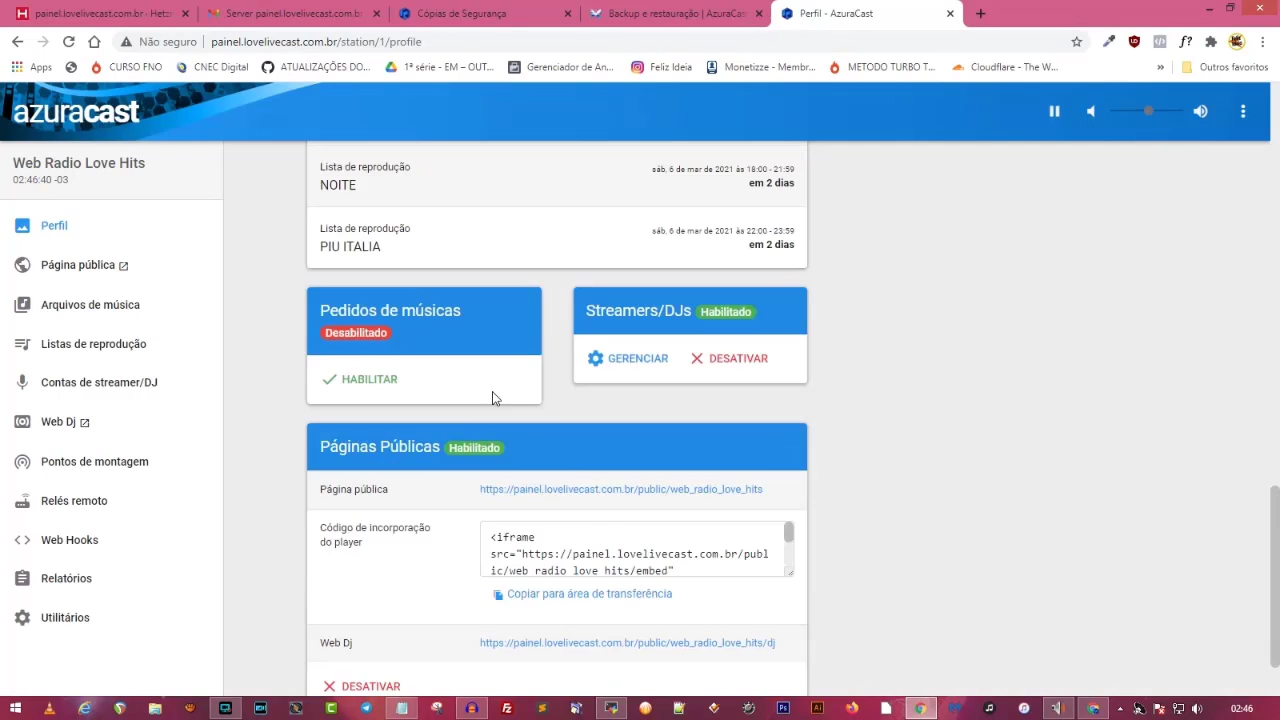 painel.lovelivecast.com.br - Hetz
Server painel.lovelivecast.com.br
Cópias de Segurança
Backup e restauração | AzuraCas
Perfil - AzuraCast
Não seguro
painel.lovelivecast.com.br/station/1/profile
Apps
CURSO FNO
CNEC Digital
ATUALIZAÇÕES DO...
1ª série - EM – OUT...
Gerenciador de An...
Feliz Ideia
Monetizze - Membr...
METODO TURBO T...
Cloudflare - The W...
»
Outros favoritos
azuracast
Web Radio Love Hits
02:46:40 -03
Perfil
Página pública
Arquivos de música
Listas de reprodução
Contas de streamer/DJ
Web Dj
Pontos de montagem
Relés remoto
Web Hooks
Relatórios
Utilitários
Lista de reprodução
sáb, 6 de mar de 2021 às 18:00 - 21:59
NOITE
em 2 dias
Lista de reprodução
sáb, 6 de mar de 2021 às 22:00 - 23:59
PIU ITALIA
em 2 dias
Pedidos de músicas
Desabilitado
HABILITAR
Streamers/DJs Habilitado
GERENCIAR
DESATIVAR
Páginas Públicas Habilitado
Página pública
https://painel.lovelivecast.com.br/public/web_radio_love_hits
Código de incorporação
do player
<iframe
src="https://painel.lovelivecast.com.br/publ
ic/web_radio_love_hits/embed"
Copiar para área de transferência
Web Dj
https://painel.lovelivecast.com.br/public/web_radio_love_hits/dj
DESATIVAR
02:46